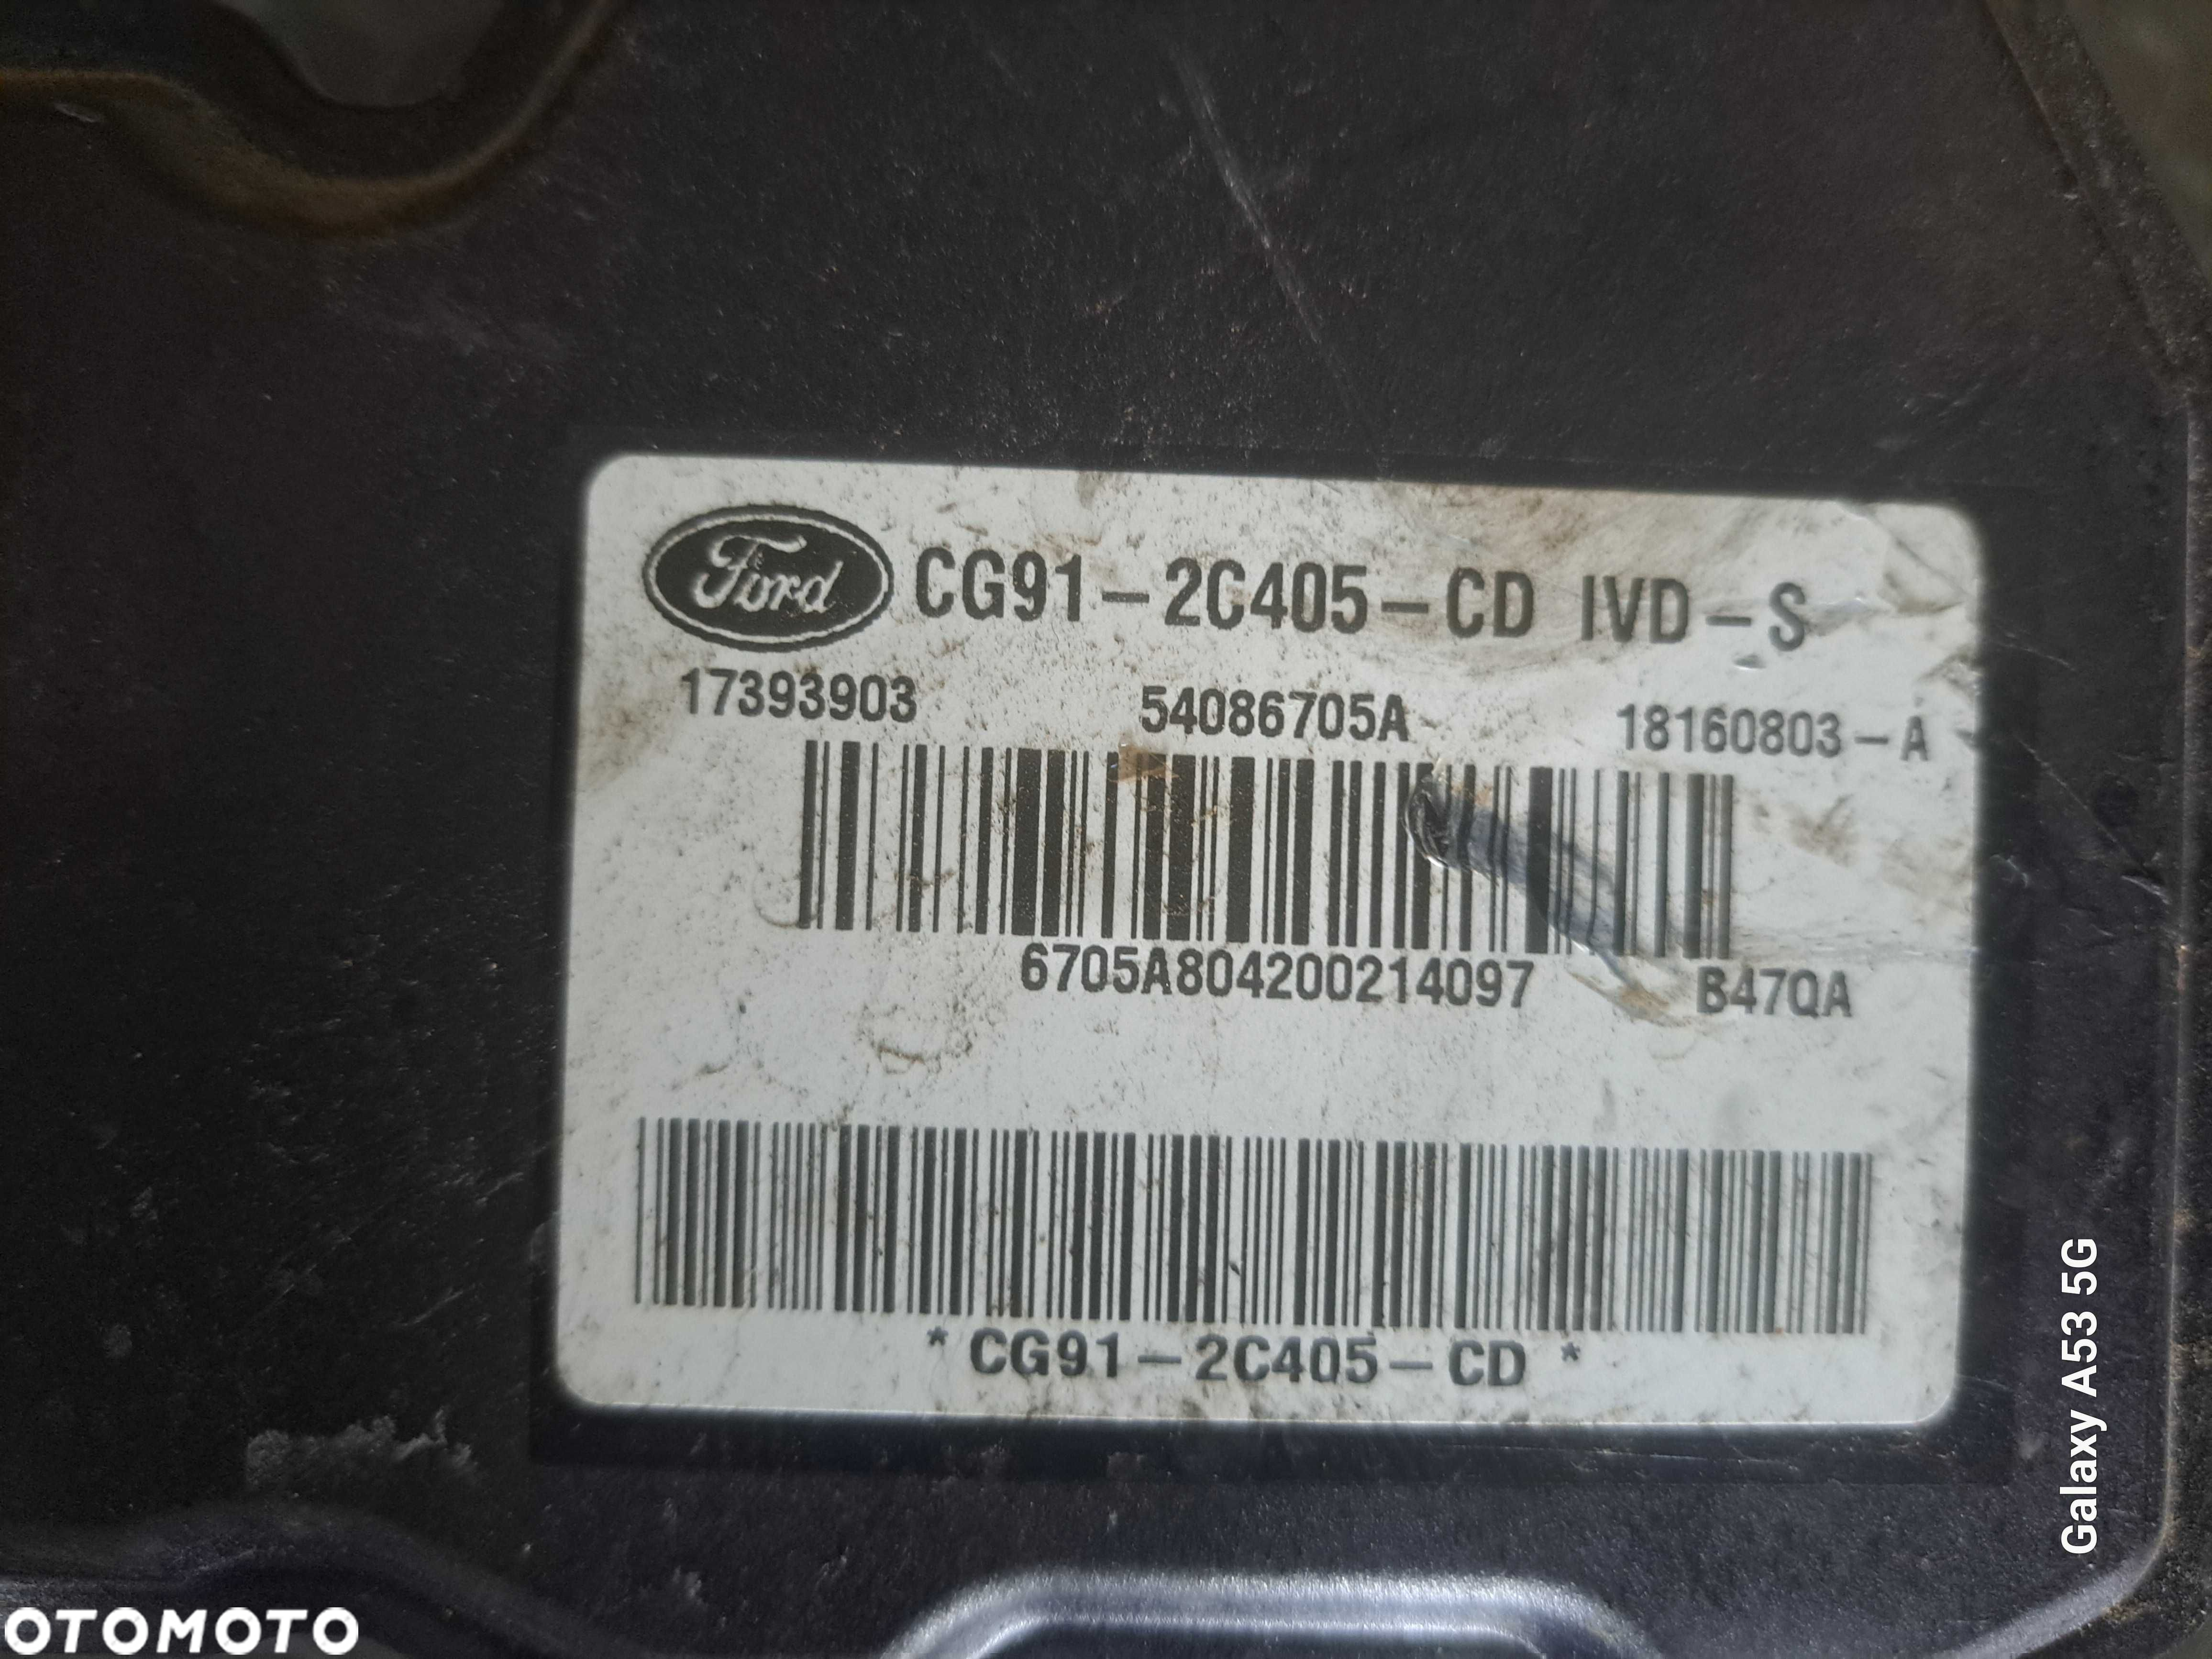 Ford CG91-2C405-CD IVD-S
17393903 54086705A 18160803-A
6705A804200214097 B47QA
*CG91-2C405-CD*
Galaxy A53 5G
OTOMOTO